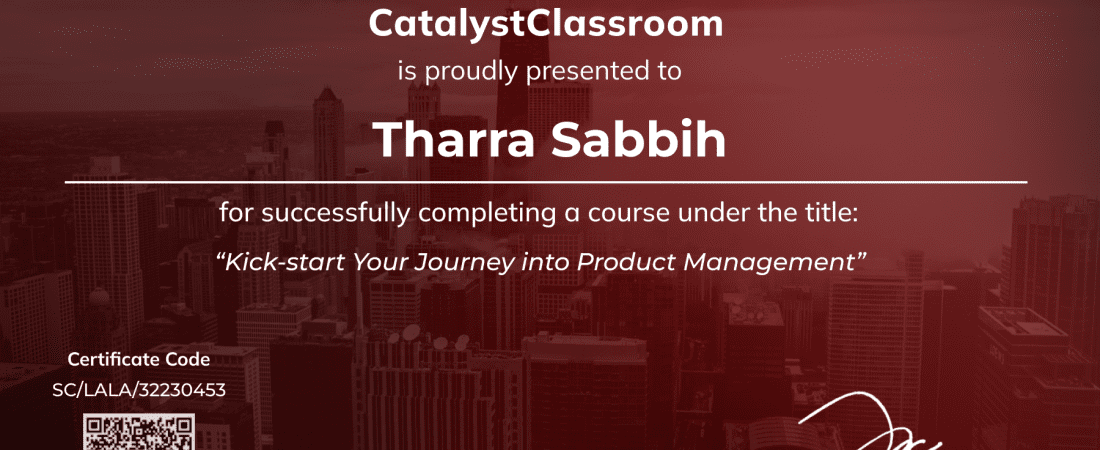 CatalystClassroom
is proudly presented to
Tharra Sabbih
for successfully completing a course under the title:
“Kick-start Your Journey into Product Management”
Certificate Code
SC/LALA/32230453